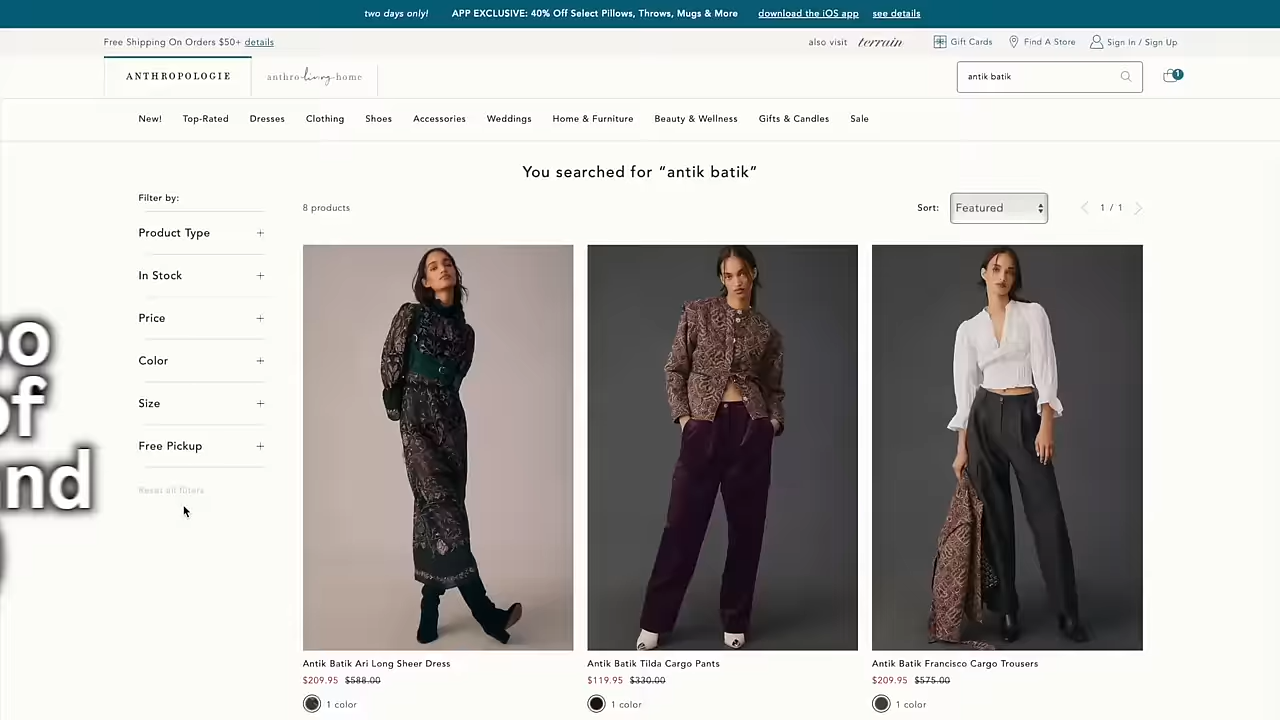 two days only! APP EXCLUSIVE: 40% Off Select Pillows, Throws, Mugs & More download the iOS app see details
Free Shipping On Orders $50+ details
also visit terrain Gift Cards Find A Store Sign In / Sign Up
ANTHROPOLOGIE anthro-living-home
antik batik
1
New! Top-Rated Dresses Clothing Shoes Accessories Weddings Home & Furniture Beauty & Wellness Gifts & Candles Sale
You searched for “antik batik”
Filter by:
8 products
Sort: Featured 1 / 1
Product Type +
In Stock +
Price +
Color +
Size +
Free Pickup +
Reset all filters
of
Antik Batik Ari Long Sheer Dress
$209.95 $588.00
1 color
Antik Batik Tilda Cargo Pants
$119.95 $330.00
1 color
Antik Batik Francisco Cargo Trousers
$209.95 $575.00
1 color